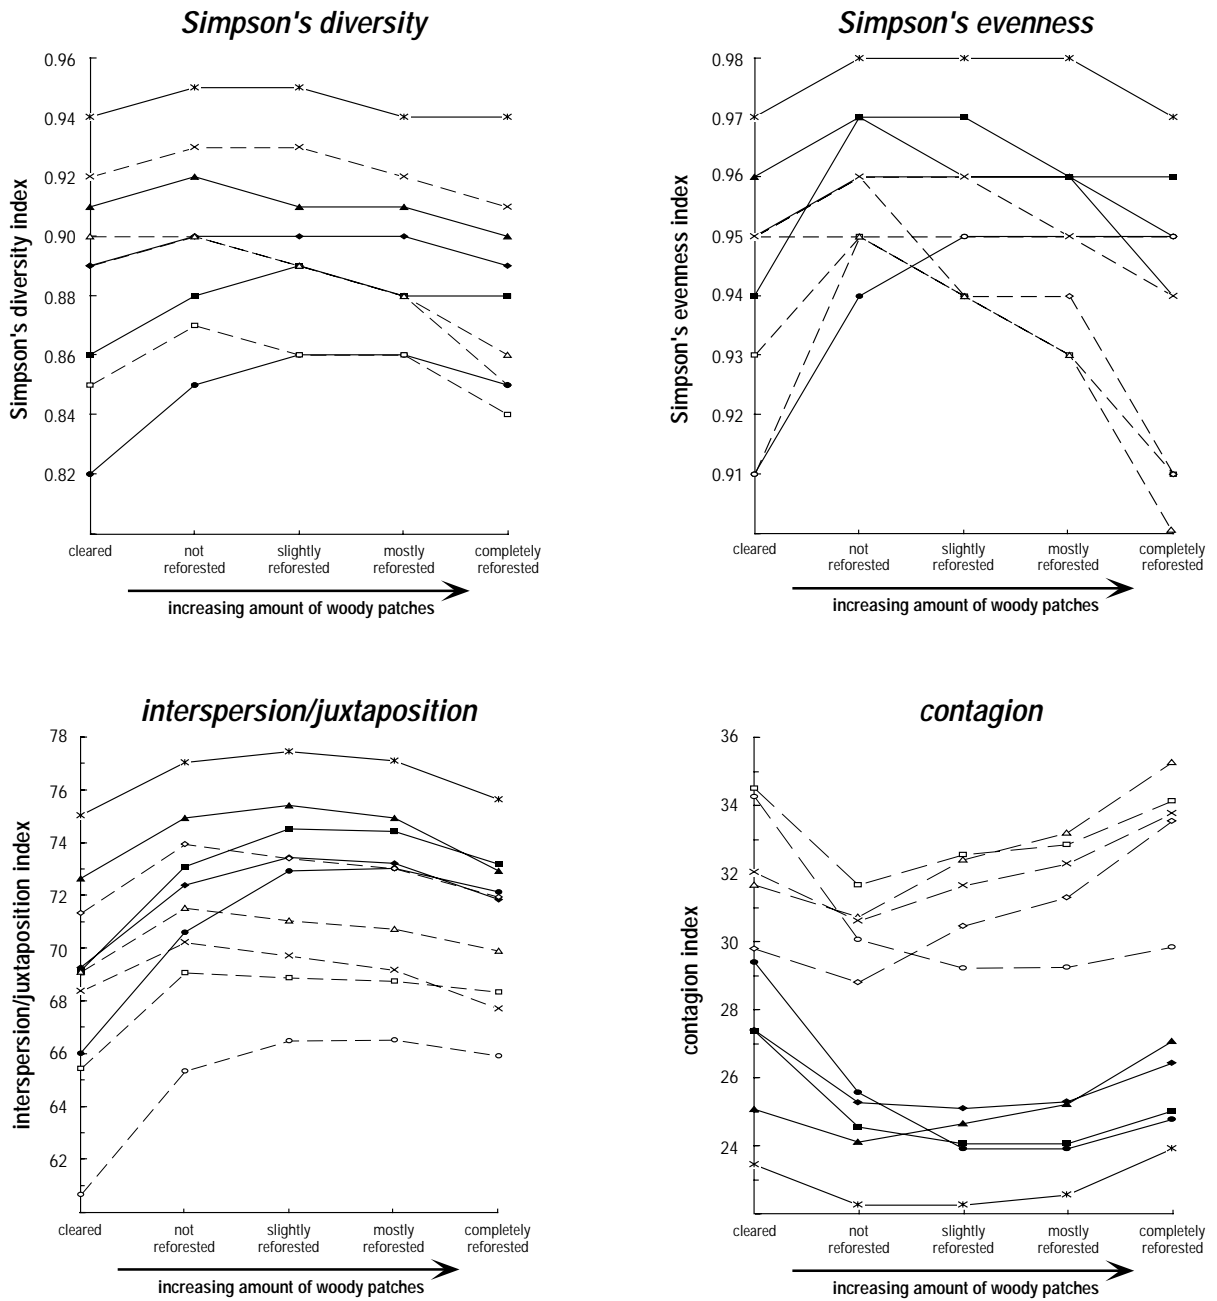 Simpson's diversity
Simpson's diversity index
0.96
0.94
0.92
0.90
0.88
0.86
0.84
0.82
cleared
not
reforested
slightly
reforested
mostly
reforested
completely
reforested
increasing amount of woody patches
Simpson's evenness
Simpson's evenness index
0.98
0.97
0.96
0.95
0.94
0.93
0.92
0.91
cleared
not
reforested
slightly
reforested
mostly
reforested
completely
reforested
increasing amount of woody patches
interspersion/juxtaposition
interspersion/juxtaposition index
78
76
74
72
70
68
66
64
62
cleared
not
reforested
slightly
reforested
mostly
reforested
completely
reforested
increasing amount of woody patches
contagion
contagion index
36
34
32
30
28
26
24
cleared
not
reforested
slightly
reforested
mostly
reforested
completely
reforested
increasing amount of woody patches